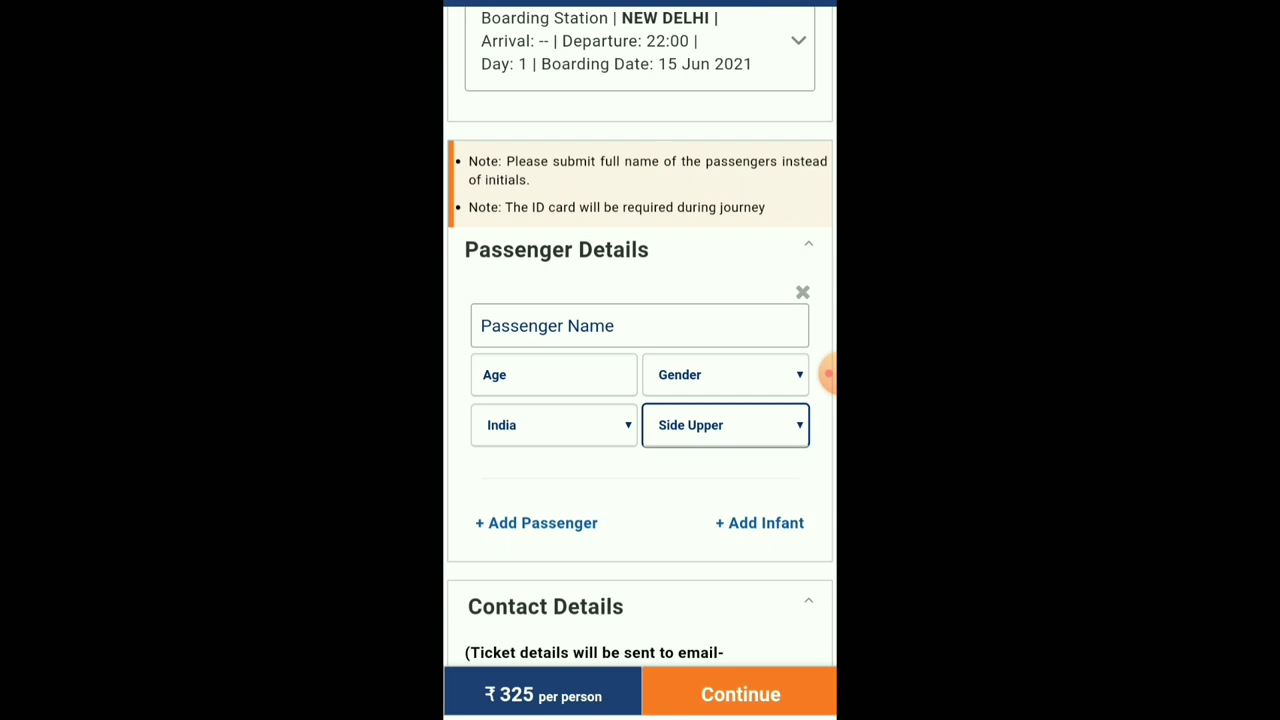 Boarding Station | NEW DELHI |
Arrival: -- | Departure: 22:00 |
Day: 1 | Boarding Date: 15 Jun 2021
• Note: Please submit full name of the passengers instead
of initials.
• Note: The ID card will be required during journey
Passenger Details
Passenger Name
Age
Gender
India
Side Upper
+ Add Passenger
+ Add Infant
Contact Details
(Ticket details will be sent to email-
₹ 325 per person
Continue